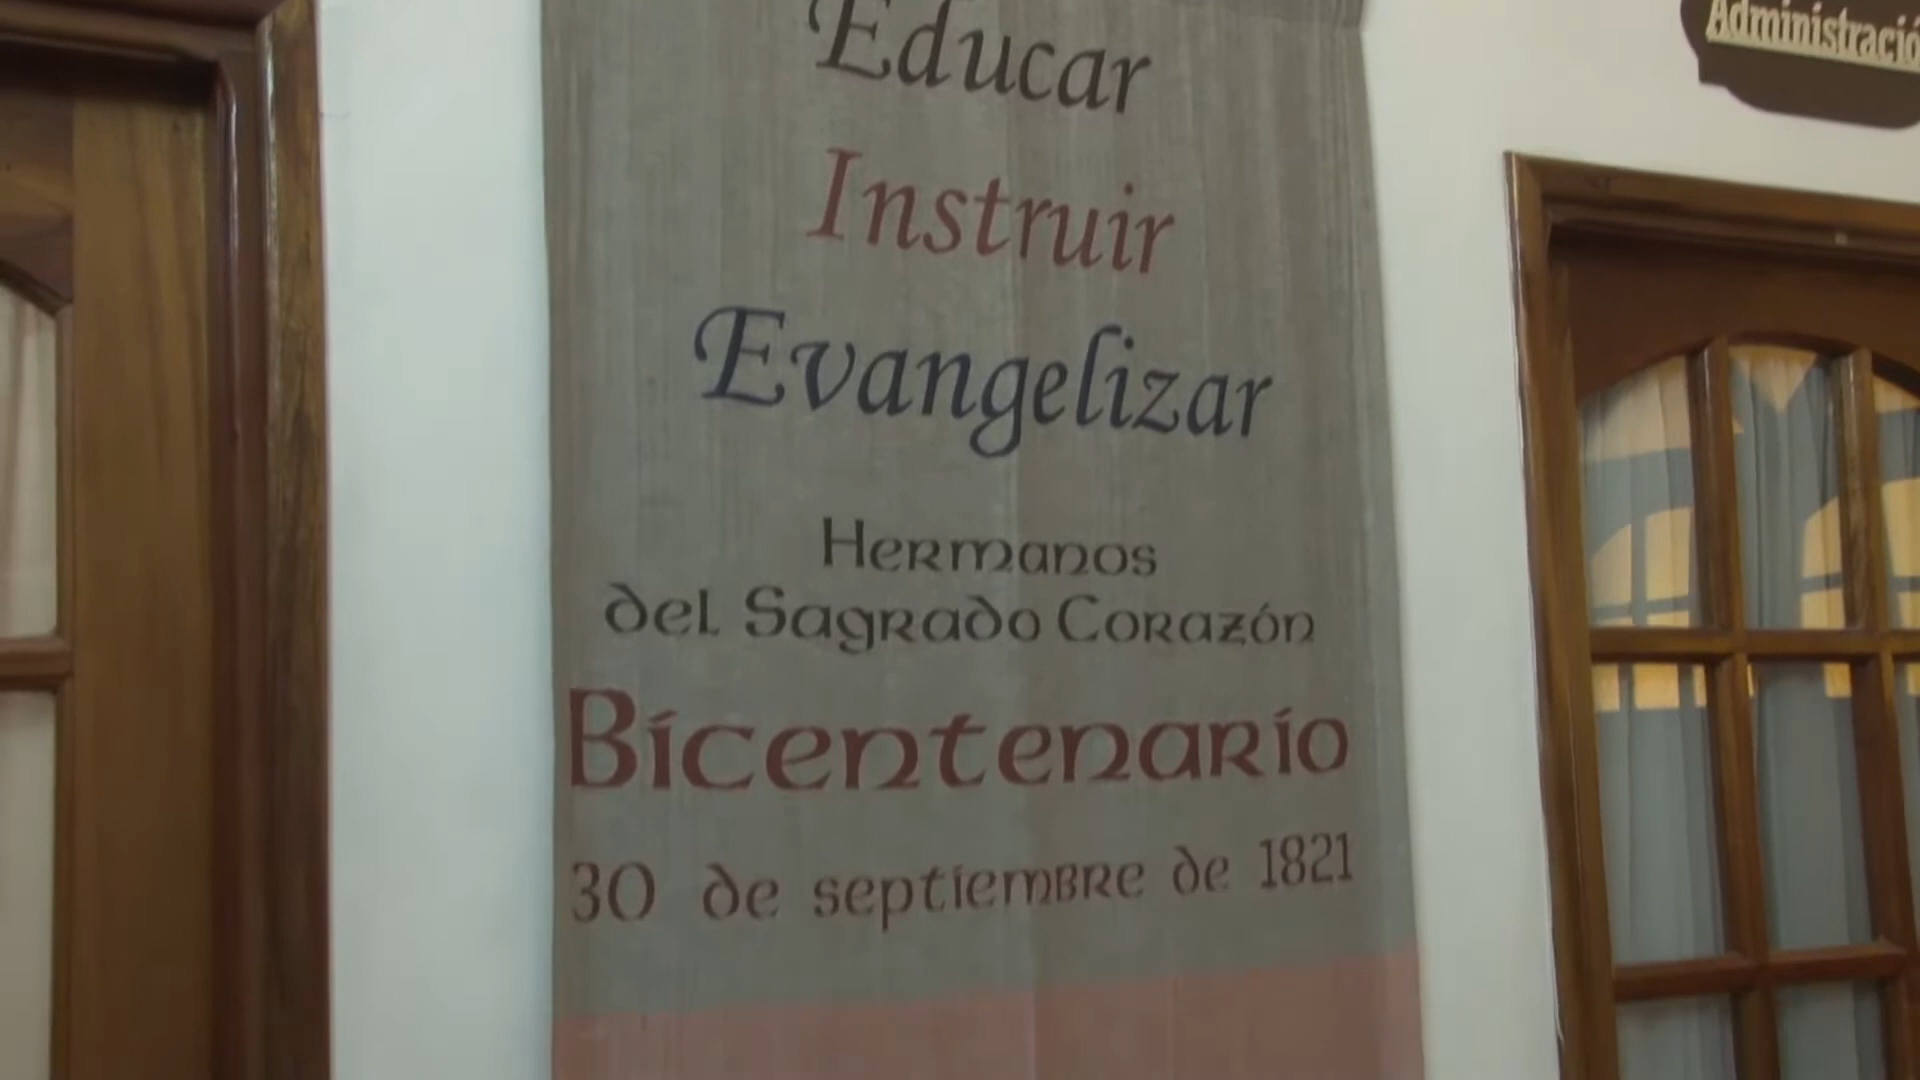 Educar
Instruir
Evangelizar
Hermanos
del Sagrado Corazón
Bicentenario
30 de septiembre de 1821
Administració